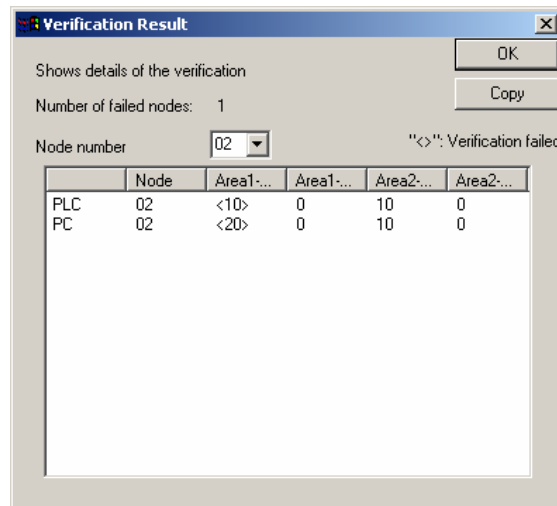 Verification Result
OK
Shows details of the verification
Copy
Number of failed nodes: 1
Node number 02 "<>": Verification failed
Node Area1-... Area1-... Area2-... Area2-...
PLC 02 <10> 0 10 0
PC 02 <20> 0 10 0